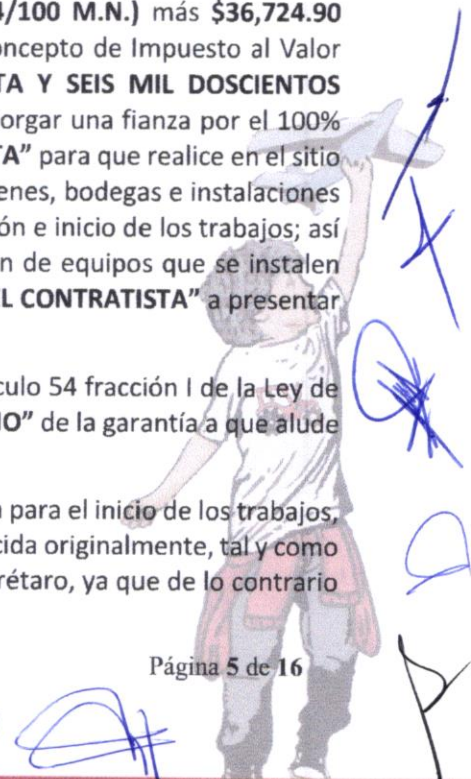 4/100 M.N.) más $36,724.90
oncepto de Impuesto al Valor
TA Y SEIS MIL DOSCIENTOS
orgar una fianza por el 100%
TA” para que realice en el sitio
enes, bodegas e instalaciones
ón e inicio de los trabajos; así
n de equipos que se instalen
L CONTRATISTA” a presentar
culo 54 fracción I de la Ley de
IO” de la garantía a que alude
a para el inicio de los trabajos,
cida originalmente, tal y como
rétaro, ya que de lo contrario
Página 5 de 16